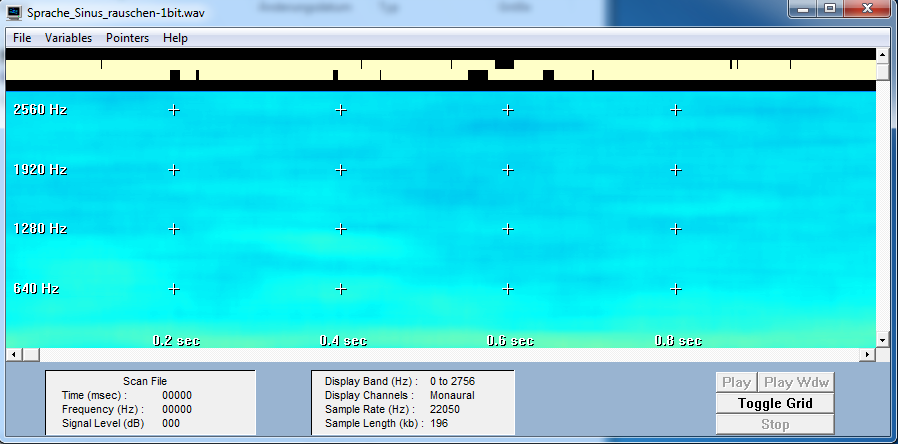 Änderungsdatum Typ Größe
Sprache_Sinus_rauschen-1bit.wav
File Variables Pointers Help
2560 Hz
1920 Hz
1280 Hz
640 Hz
0.2 sec 0.4 sec 0.6 sec 0.8 sec
Scan File
Time (msec) : 00000
Frequency (Hz) : 00000
Signal Level (dB) 000
Display Band (Hz) : 0 to 2756
Display Channels : Monaural
Sample Rate (Hz) : 22050
Sample Length (kb) : 196
Play Play Wdw
Toggle Grid
Stop